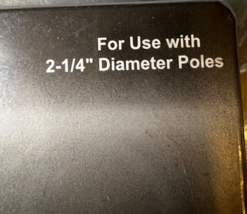 For Use with
2-1/4" Diameter Poles